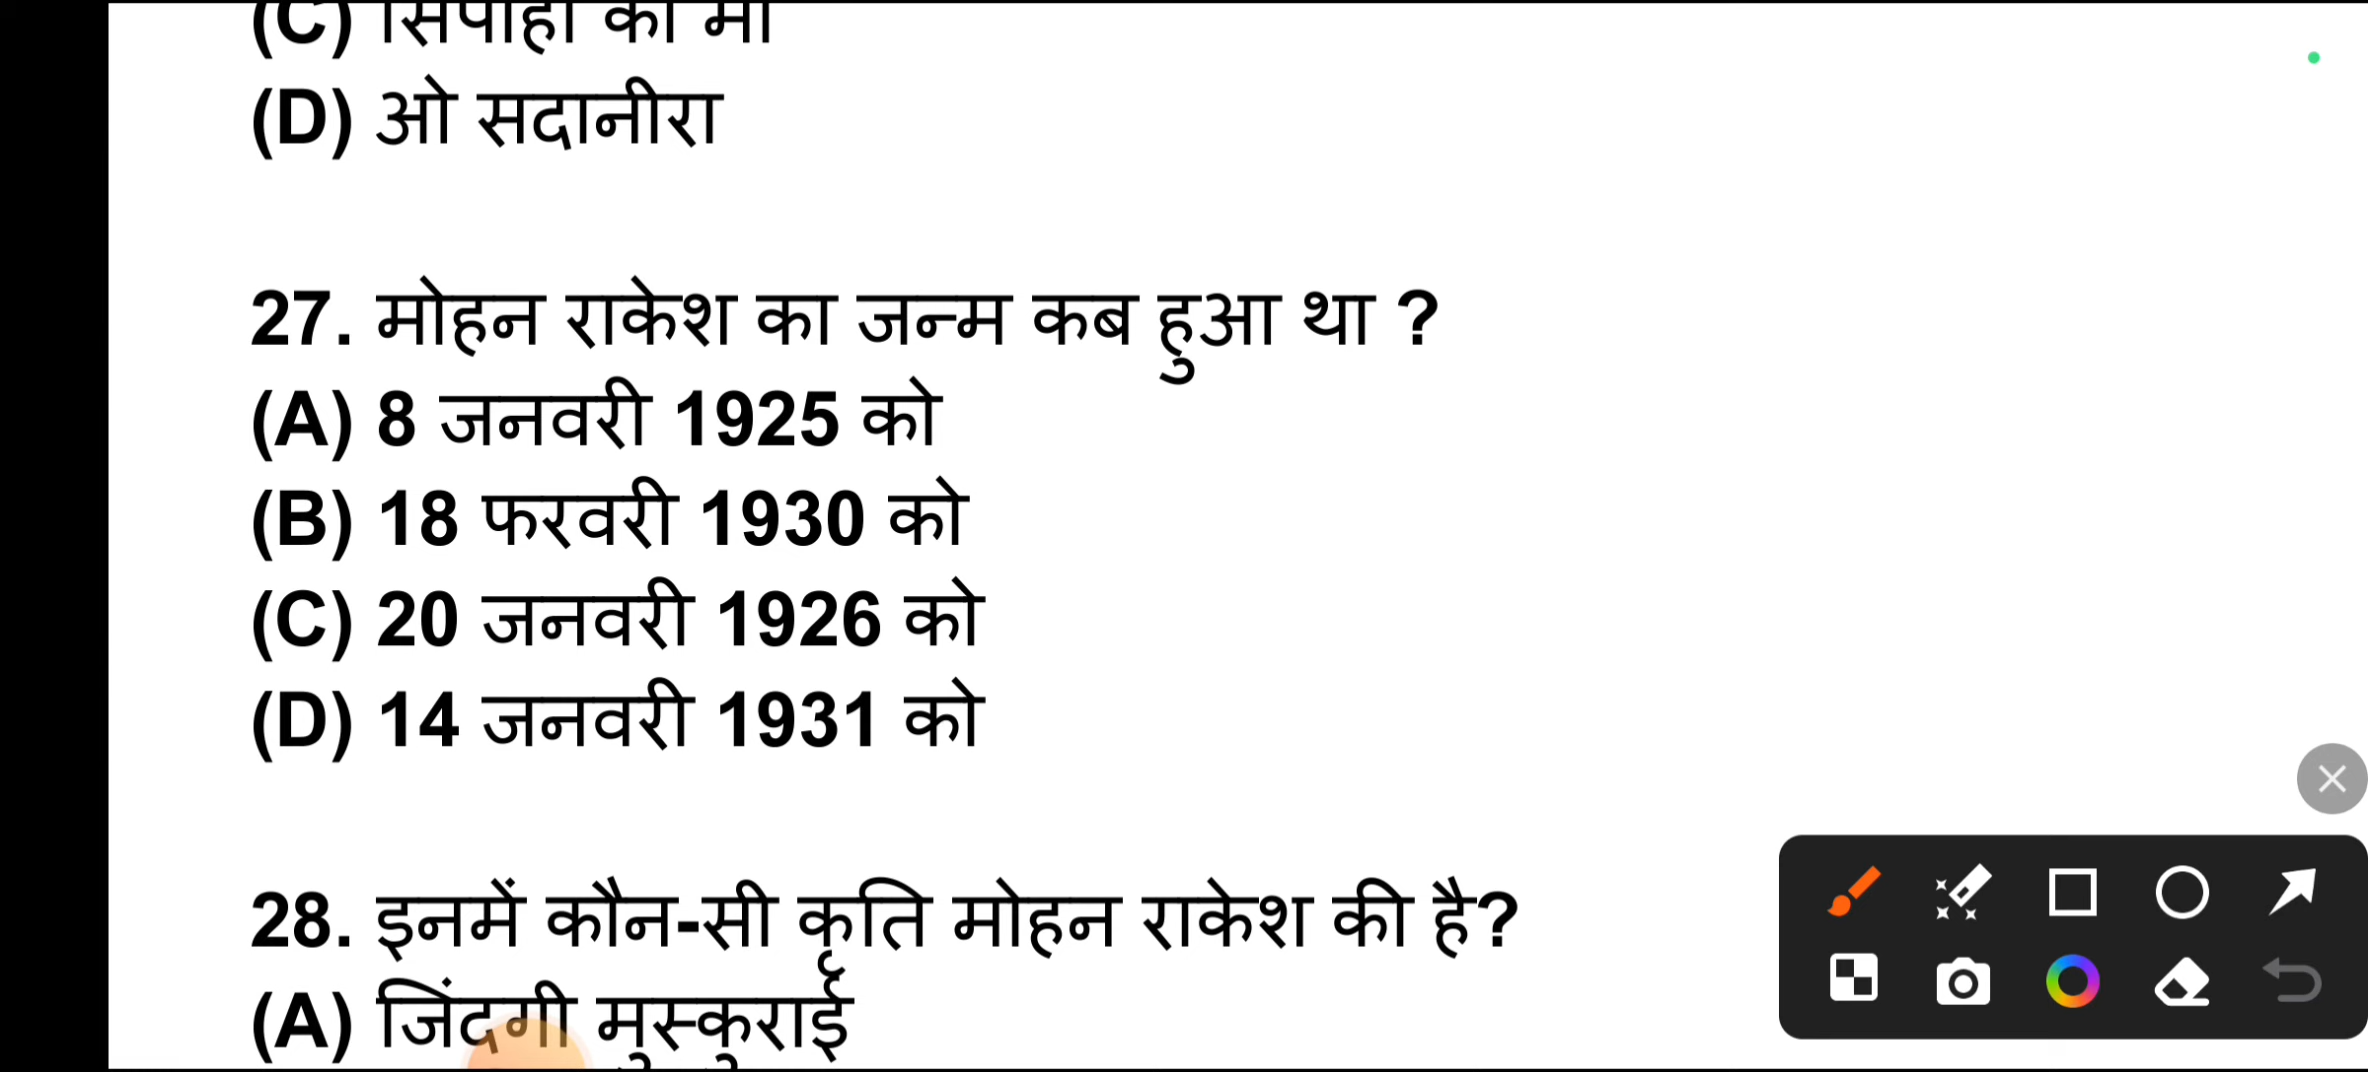 (C) सिपाही की माँ
(D) ओ सदानीरा
27. मोहन राकेश का जन्म कब हुआ था ?
(A) 8 जनवरी 1925 को
(B) 18 फरवरी 1930 को
(C) 20 जनवरी 1926 को
(D) 14 जनवरी 1931 को
28. इनमें कौन-सी कृति मोहन राकेश की है?
(A) जिंदगी मुस्कुराई